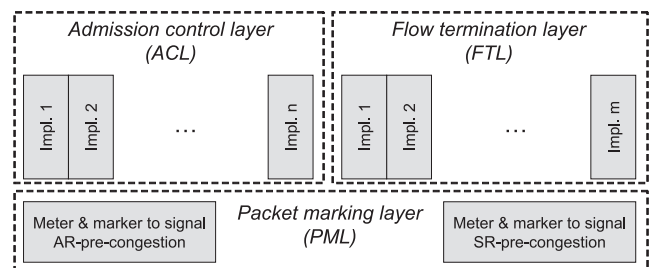 Admission control layer
(ACL)
Impl. 1
Impl. 2
...
Impl. n
Flow termination layer
(FTL)
Impl. 1
Impl. 2
...
Impl. m
Meter & marker to signal
AR-pre-congestion
Packet marking layer
(PML)
Meter & marker to signal
SR-pre-congestion